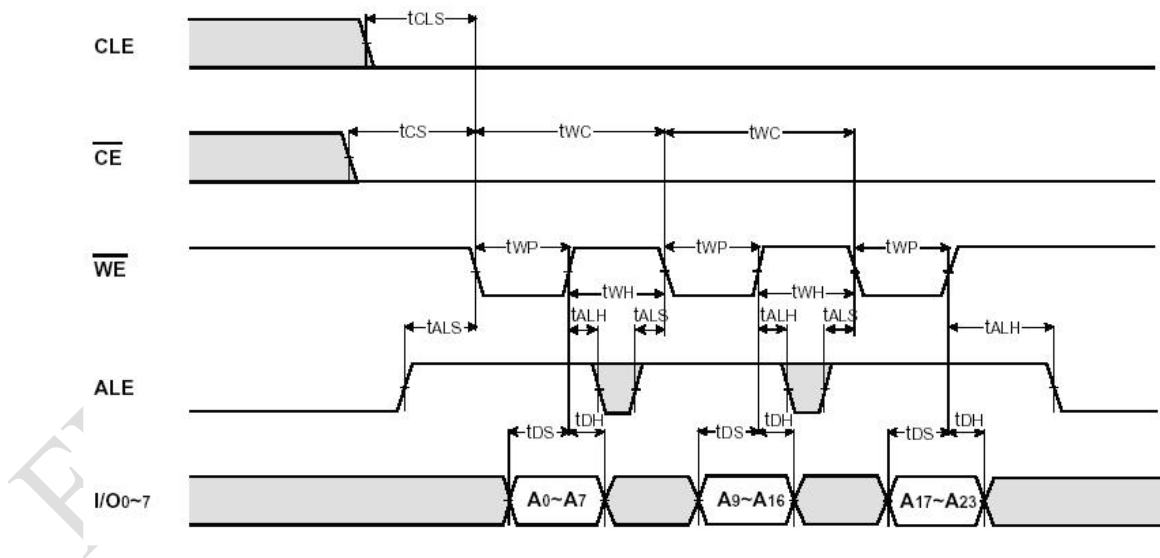 CLE
tCLS
CE
tCS
tWC
tWC
WE
tWP
tWP
tWP
tWH
tWH
tALS
tALH
tALS
tALH
tALS
tALH
ALE
tDS
tDH
tDS
tDH
tDS
tDH
I/O0~7
A0~A7
A9~A16
A17~A23